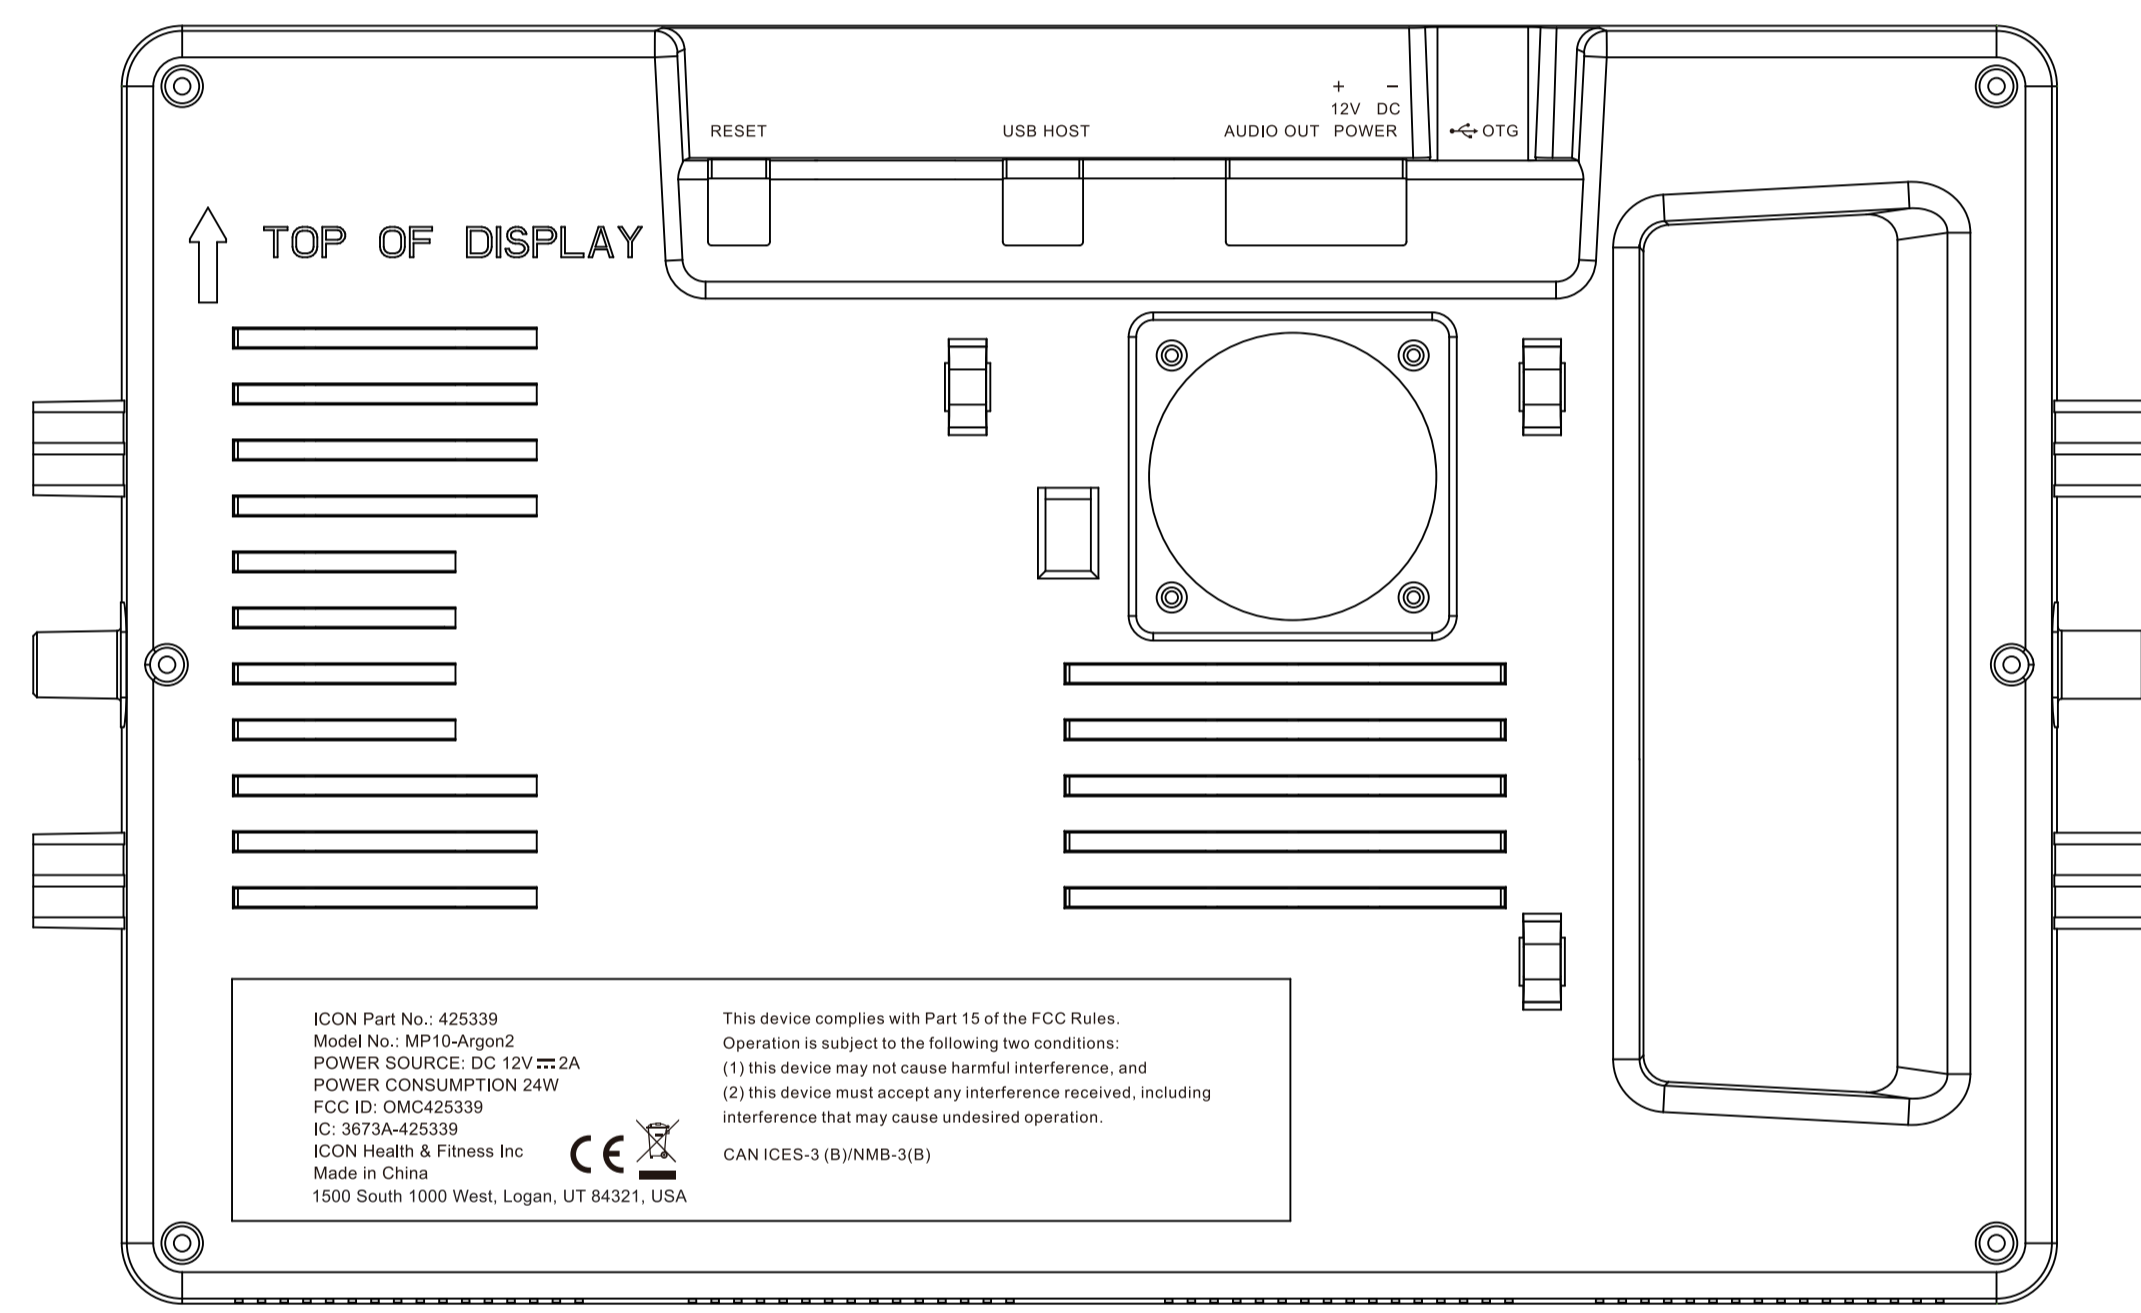 + −
12V DC
RESET USB HOST AUDIO OUT POWER OTG
TOP OF DISPLAY
ICON Part No.: 425339
Model No.: MP10-Argon2
POWER SOURCE: DC 12V⎓2A
POWER CONSUMPTION 24W
FCC ID: OMC425339
IC: 3673A-425339
ICON Health & Fitness Inc
Made in China
1500 South 1000 West, Logan, UT 84321, USA
CE
This device complies with Part 15 of the FCC Rules.
Operation is subject to the following two conditions:
(1) this device may not cause harmful interference, and
(2) this device must accept any interference received, including
interference that may cause undesired operation.
CAN ICES-3 (B)/NMB-3(B)